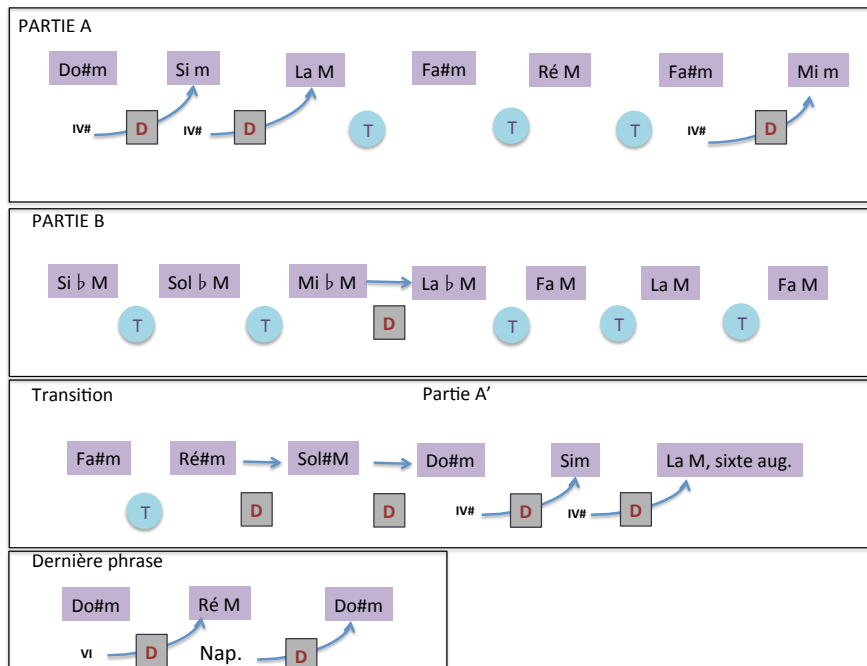 PARTIE A
Do#m Si m La M Fa#m Ré M Fa#m Mi m
IV# D IV# D T T T IV# D
PARTIE B
Si ♭ M Sol ♭ M Mi ♭ M La ♭ M Fa M La M Fa M
T T D T T T
Transition Partie A’
Fa#m Ré#m Sol#M Do#m Sim La M, sixte aug.
T D D IV# D IV# D
Dernière phrase
Do#m Ré M Do#m
VI D Nap. D